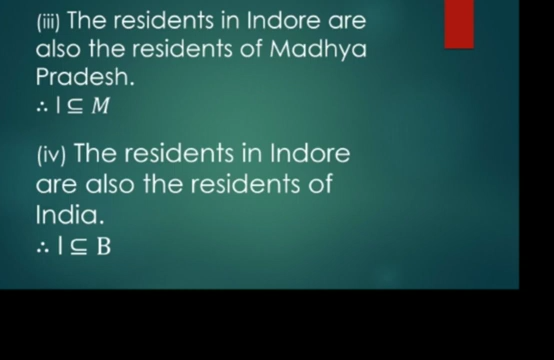 (iii) The residents in Indore are
also the residents of Madhya
Pradesh.
∴ I ⊆ M
(iv) The residents in Indore
are also the residents of
India.
∴ I ⊆ B